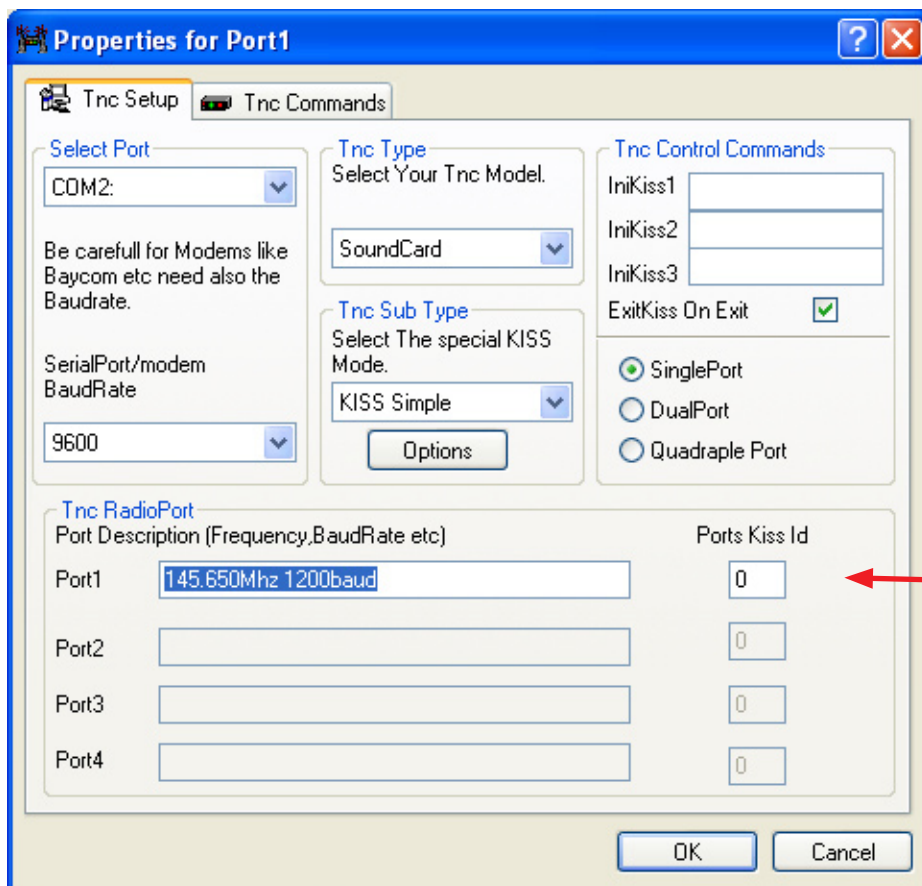 Properties for Port1
Tnc Setup
Tnc Commands
Select Port
COM2:
Be carefull for Modems like
Baycom etc need also the
Baudrate.
SerialPort/modem
BaudRate
9600
Tnc Type
Select Your Tnc Model.
SoundCard
Tnc Sub Type
Select The special KISS
Mode.
KISS Simple
Options
Tnc Control Commands
IniKiss1
IniKiss2
IniKiss3
ExitKiss On Exit
SinglePort
DualPort
Quadraple Port
Tnc RadioPort
Port Description (Frequency,BaudRate etc) Ports Kiss Id
Port1 145.650Mhz 1200baud 0
Port2 0
Port3 0
Port4 0
OK Cancel